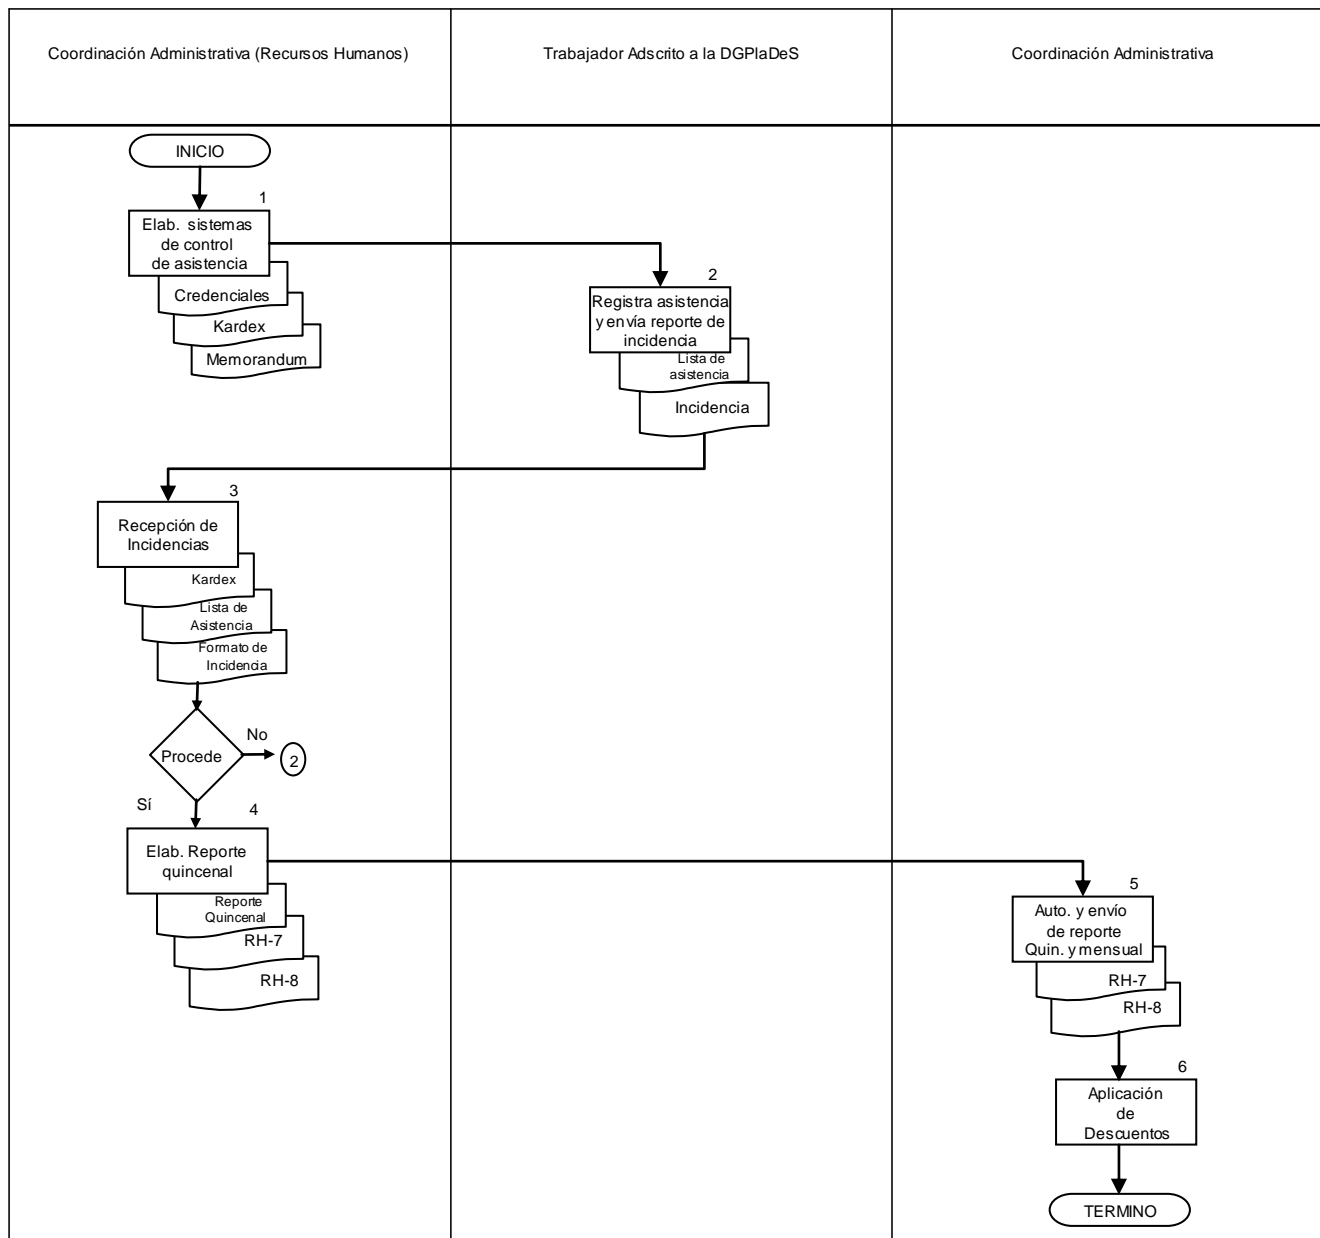 Coordinación Administrativa (Recursos Humanos)
Trabajador Adscrito a la DGPlaDeS
Coordinación Administrativa
INICIO
1
Elab. sistemas
de control
de asistencia
Credenciales
Kardex
Memorandum
2
Registra asistencia
y envía reporte de
incidencia
Lista de
asistencia
Incidencia
3
Recepción de
Incidencias
Kardex
Lista de
Asistencia
Formato de
Incidencia
Procede
No
2
Sí
4
Elab. Reporte
quincenal
Reporte
Quincenal
RH-7
RH-8
5
Auto. y envío
de reporte
Quin. y mensual
RH-7
RH-8
6
Aplicación
de
Descuentos
TERMINO